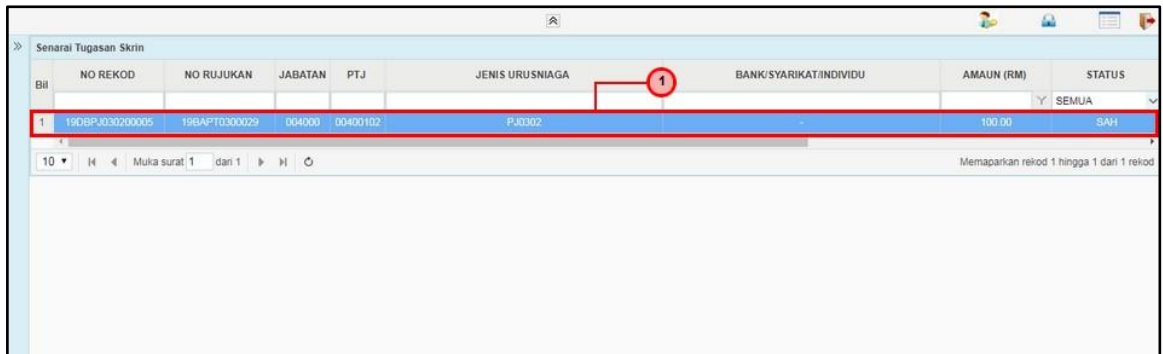 Senarai Tugasan Skrin
Bil NO REKOD NO RUJUKAN JABATAN PTJ JENIS URUSNIAGA BANK/SYARIKAT/INDIVIDU AMAUN (RM) STATUS
1
SEMUA
1 19DBPJ030200005 19BAPT0300029 004000 00400102 PJ0302 - 100.00 SAH
10 Muka surat 1 dari 1 Memaparkan rekod 1 hingga 1 dari 1 rekod